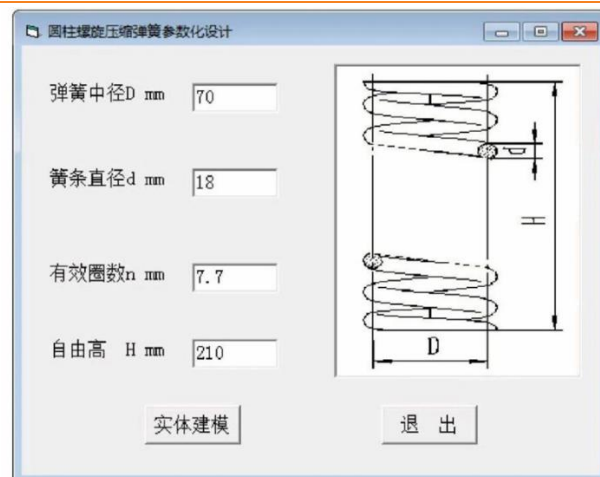 圆柱螺旋压缩弹簧参数化设计
弹簧中径D mm 70
簧条直径d mm 18
有效圈数n mm 7.7
自由高 H mm 210
d
H
D
实体建模 退 出